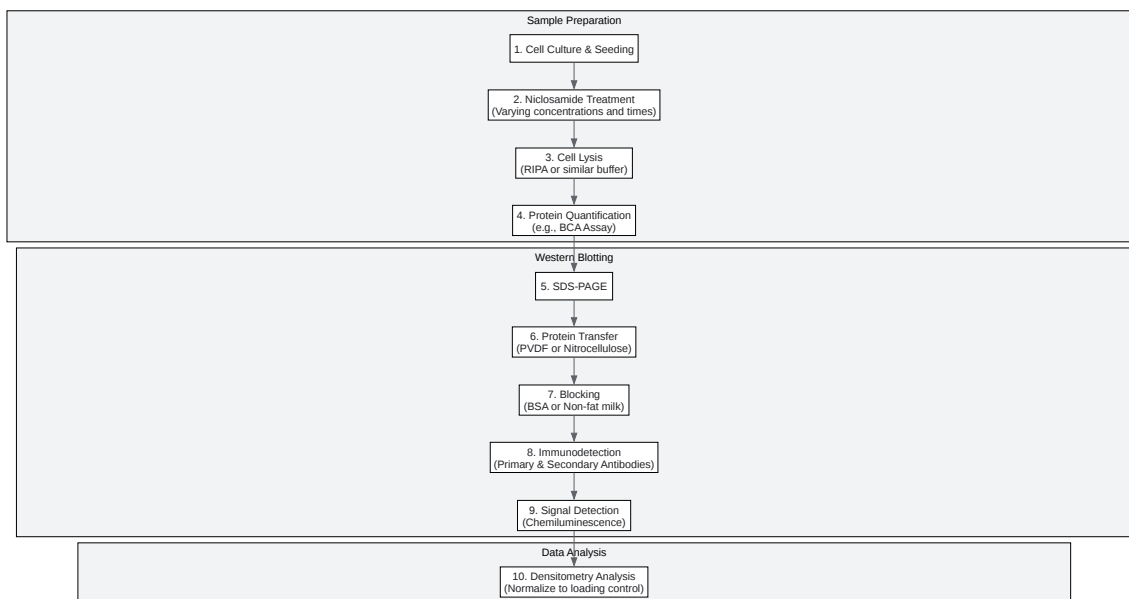 Sample Preparation
1. Cell Culture & Seeding
2. Niclosamide Treatment
(Varying concentrations and times)
3. Cell Lysis
(RIPA or similar buffer)
4. Protein Quantification
(e.g., BCA Assay)
Western Blotting
5. SDS-PAGE
6. Protein Transfer
(PVDF or Nitrocellulose)
7. Blocking
(BSA or Non-fat milk)
8. Immunodetection
(Primary & Secondary Antibodies)
9. Signal Detection
(Chemiluminescence)
Data Analysis
10. Densitometry Analysis
(Normalize to loading control)